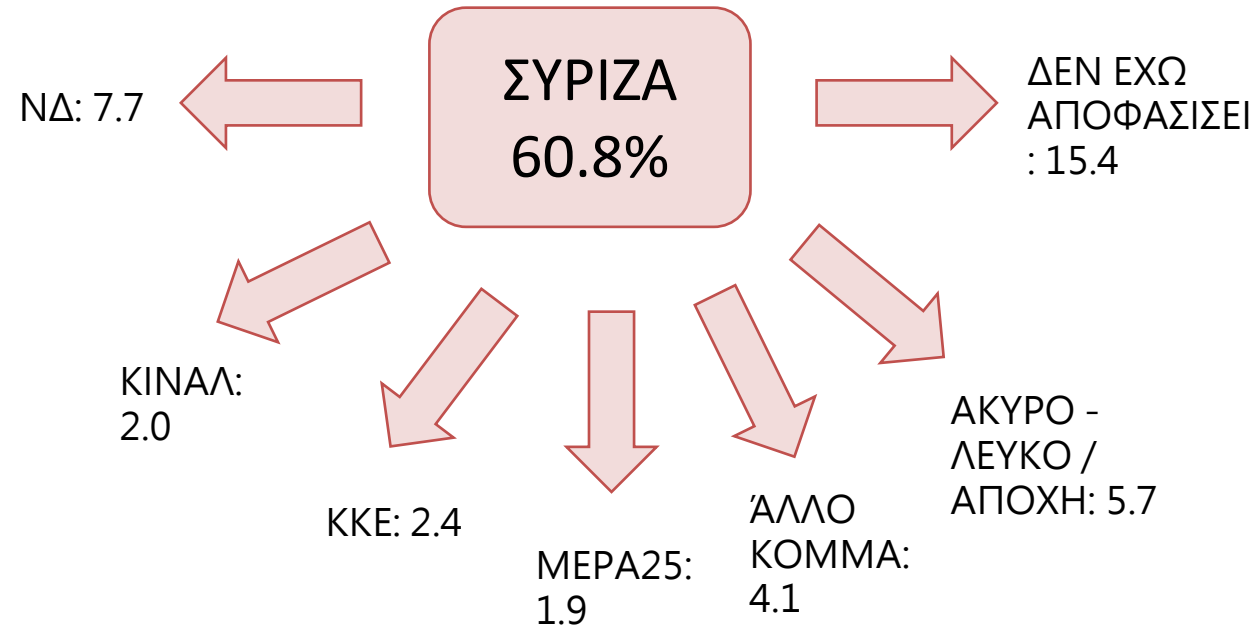 ΣΥΡΙΖΑ
60.8%
ΝΔ: 7.7
ΔΕΝ ΕΧΩ
ΑΠΟΦΑΣΙΣΕΙ
: 15.4
ΚΙΝΑΛ:
2.0
ΚΚΕ: 2.4
ΜΕΡΑ25:
1.9
ΆΛΛΟ
ΚΟΜΜΑ:
4.1
ΑΚΥΡΟ -
ΛΕΥΚΟ /
ΑΠΟΧΗ: 5.7